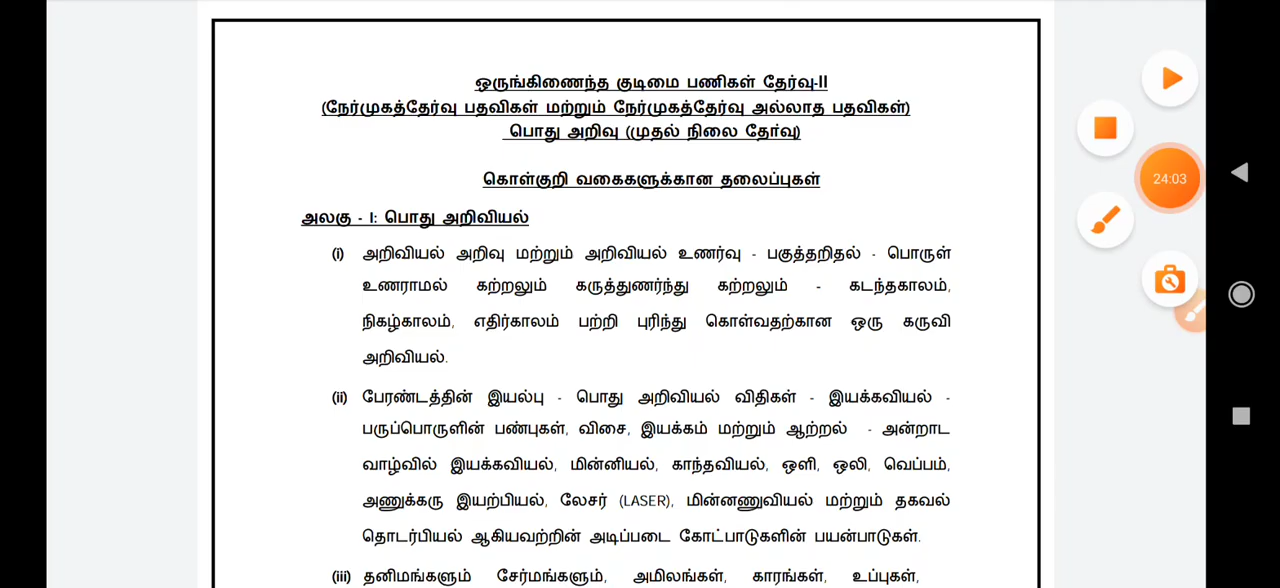 ஒருங்கிணைந்த குடிமை பணிகள் தேர்வு-II
(நேர்முகத்தேர்வு பதவிகள் மற்றும் நேர்முகத்தேர்வு அல்லாத பதவிகள்)
பொது அறிவு (முதல் நிலை தேர்வு)
கொள்குறி வகைகளுக்கான தலைப்புகள்
அலகு - I: பொது அறிவியல்
(i) அறிவியல் அறிவு மற்றும் அறிவியல் உணர்வு - பகுத்தறிதல் - பொருள்
உணராமல் கற்றலும் கருத்துணர்ந்து கற்றலும் - கடந்தகாலம்,
நிகழ்காலம், எதிர்காலம் பற்றி புரிந்து கொள்வதற்கான ஒரு கருவி
அறிவியல்.
(ii) பேரண்டத்தின் இயல்பு - பொது அறிவியல் விதிகள் - இயக்கவியல் -
பருப்பொருளின் பண்புகள், விசை, இயக்கம் மற்றும் ஆற்றல் - அன்றாட
வாழ்வில் இயக்கவியல், மின்னியல், காந்தவியல், ஒளி, ஒலி, வெப்பம்,
அணுக்கரு இயற்பியல், லேசர் (LASER), மின்னணுவியல் மற்றும் தகவல்
தொடர்பியல் ஆகியவற்றின் அடிப்படை கோட்பாடுகளின் பயன்பாடுகள்.
(iii) தனிமங்களும் சேர்மங்களும், அமிலங்கள், காரங்கள், உப்புகள்,
24:03